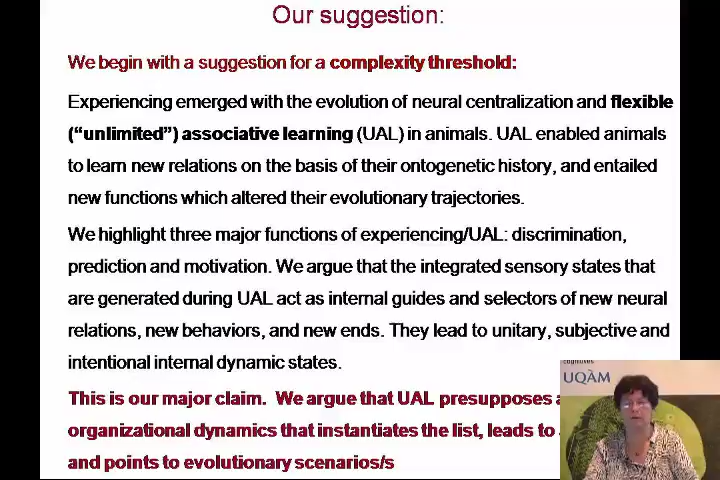 Our suggestion:
We begin with a suggestion for a complexity threshold:
Experiencing emerged with the evolution of neural centralization and flexible
("unlimited") associative learning (UAL) in animals. UAL enabled animals
to learn new relations on the basis of their ontogenetic history, and entailed
new functions which altered their evolutionary trajectories.
We highlight three major functions of experiencing/UAL: discrimination,
prediction and motivation. We argue that the integrated sensory states that
are generated during UAL act as internal guides and selectors of new neural
relations, new behaviors, and new ends. They lead to unitary, subjective and
intentional internal dynamic states.
cognitives
UQÀM
This is our major claim. We argue that UAL presupposes
organizational dynamics that instantiates the list, leads to
and points to evolutionary scenarios/s